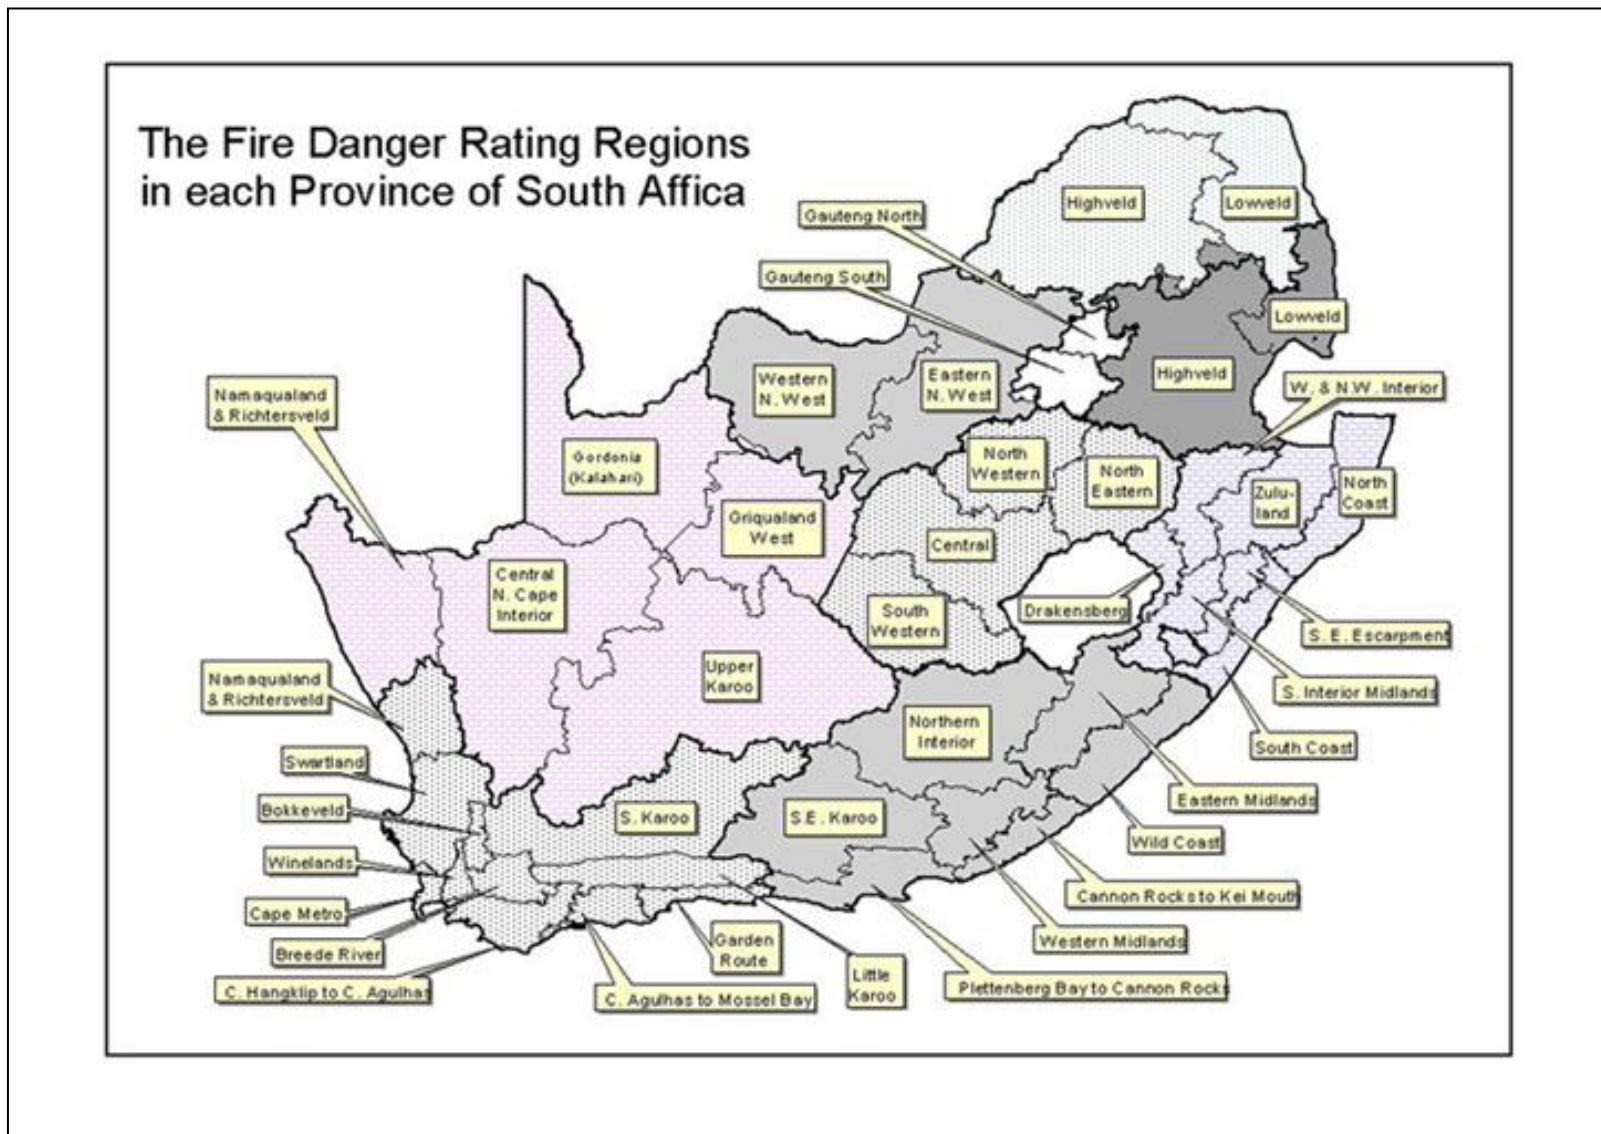 The Fire Danger Rating Regions
in each Province of South Affica
Highveld
Lowveld
Gauteng North
Gauteng South
Lowveld
Highveld
W. & N.W. Interior
Western
N. West
Eastern
N. West
Namaqualand
& Richtersveld
Gordonia
(Kalahari)
North
Western
North
Eastern
Zulu-
land
North
Coast
Griqualand
West
Central
Central
N. Cape
Interior
South
Western
Drakensberg
S. E. Escarpment
Upper
Karoo
Namaqualand
& Richtersveld
S. Interior Midlands
Northern
Interior
South Coast
Swartland
Eastern Midlands
Bokkeveld
S. Karoo
S.E. Karoo
Wild Coast
Winelands
Cannon Rocks to Kei Mouth
Cape Metro
Western Midlands
Breede River
Garden
Route
Little
Karoo
Plettenberg Bay to Cannon Rocks
C. Hangklip to C. Agulhas
C. Agulhas to Mossel Bay